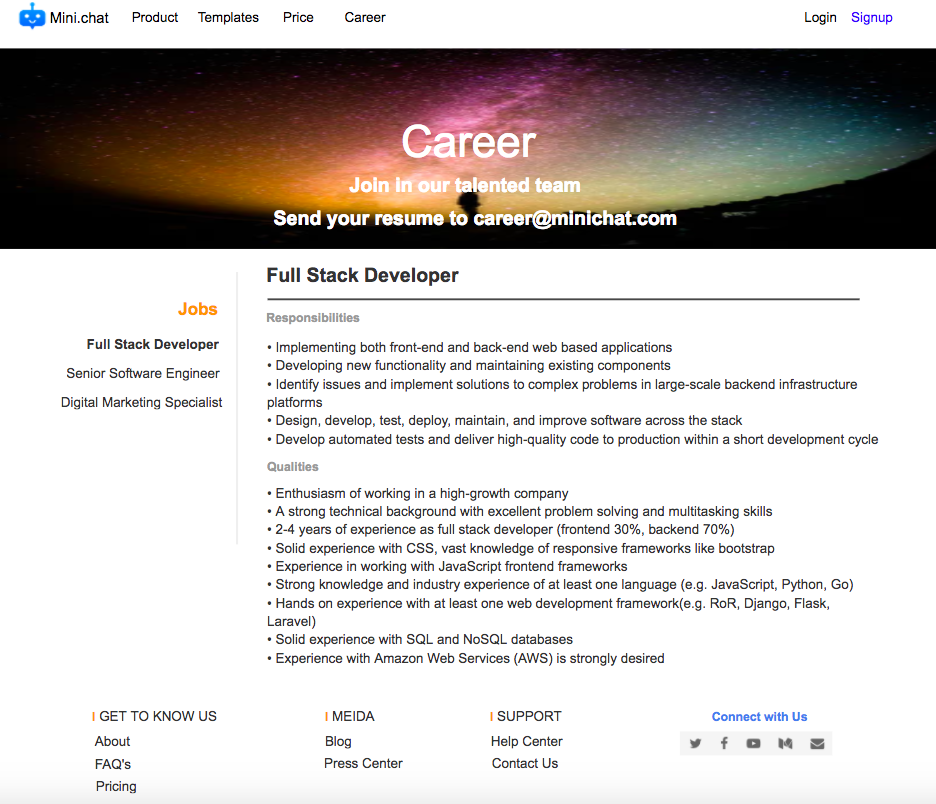 Mini.chat Product Templates Price Career Login Signup
Career
Join in our talented team
Send your resume to career@minichat.com
Jobs
Full Stack Developer
Senior Software Engineer
Digital Marketing Specialist
Full Stack Developer
Responsibilities
• Implementing both front-end and back-end web based applications
• Developing new functionality and maintaining existing components
• Identify issues and implement solutions to complex problems in large-scale backend infrastructure
platforms
• Design, develop, test, deploy, maintain, and improve software across the stack
• Develop automated tests and deliver high-quality code to production within a short development cycle
Qualities
• Enthusiasm of working in a high-growth company
• A strong technical background with excellent problem solving and multitasking skills
• 2-4 years of experience as full stack developer (frontend 30%, backend 70%)
• Solid experience with CSS, vast knowledge of responsive frameworks like bootstrap
• Experience in working with JavaScript frontend frameworks
• Strong knowledge and industry experience of at least one language (e.g. JavaScript, Python, Go)
• Hands on experience with at least one web development framework(e.g. RoR, Django, Flask,
Laravel)
• Solid experience with SQL and NoSQL databases
• Experience with Amazon Web Services (AWS) is strongly desired
I GET TO KNOW US
About
FAQ's
Pricing
I MEIDA
Blog
Press Center
I SUPPORT
Help Center
Contact Us
Connect with Us